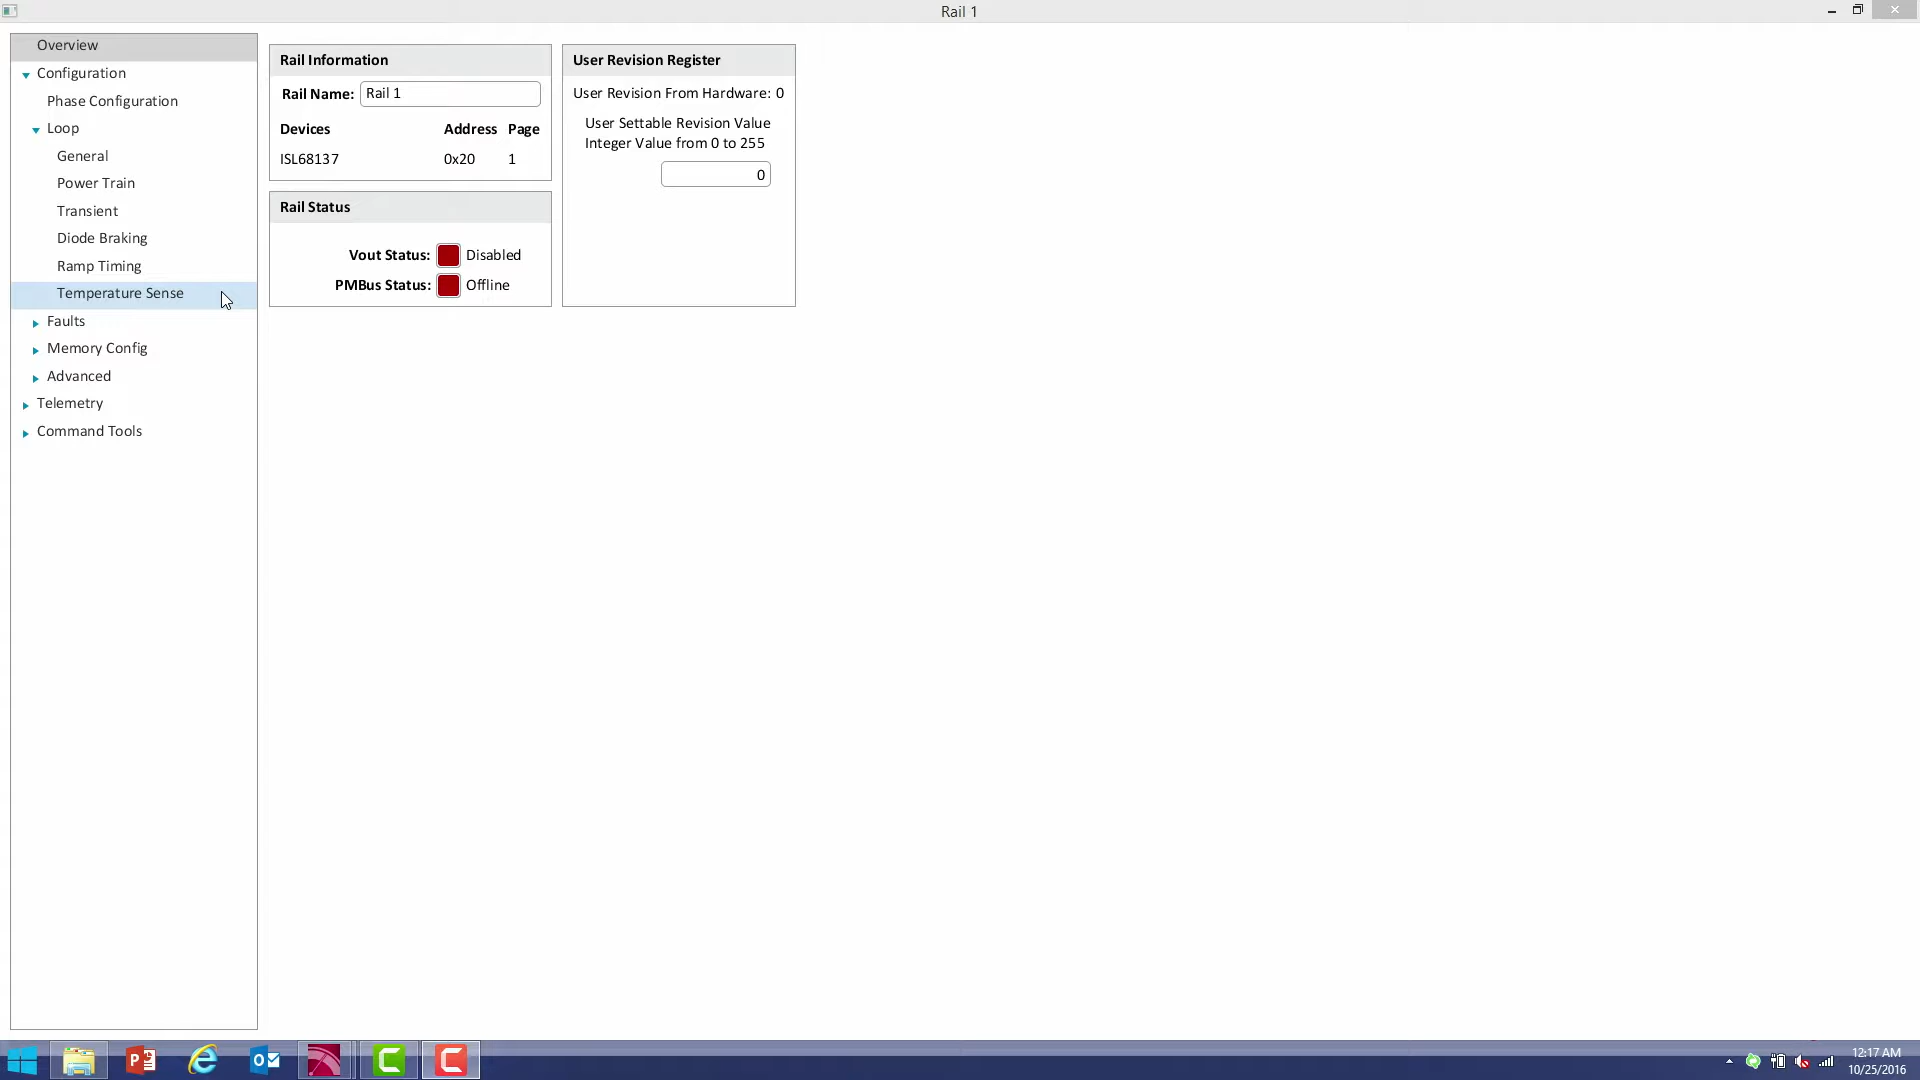 Rail 1
Overview
Configuration
Phase Configuration
Loop
General
Power Train
Transient
Diode Braking
Ramp Timing
Temperature Sense
Faults
Memory Config
Advanced
Telemetry
Command Tools
Rail Information
Rail Name: Rail 1
Devices Address Page
ISL68137 0x20 1
Rail Status
Vout Status: Disabled
PMBus Status: Offline
User Revision Register
User Revision From Hardware: 0
User Settable Revision Value
Integer Value from 0 to 255
0
12:17 AM
10/25/2016